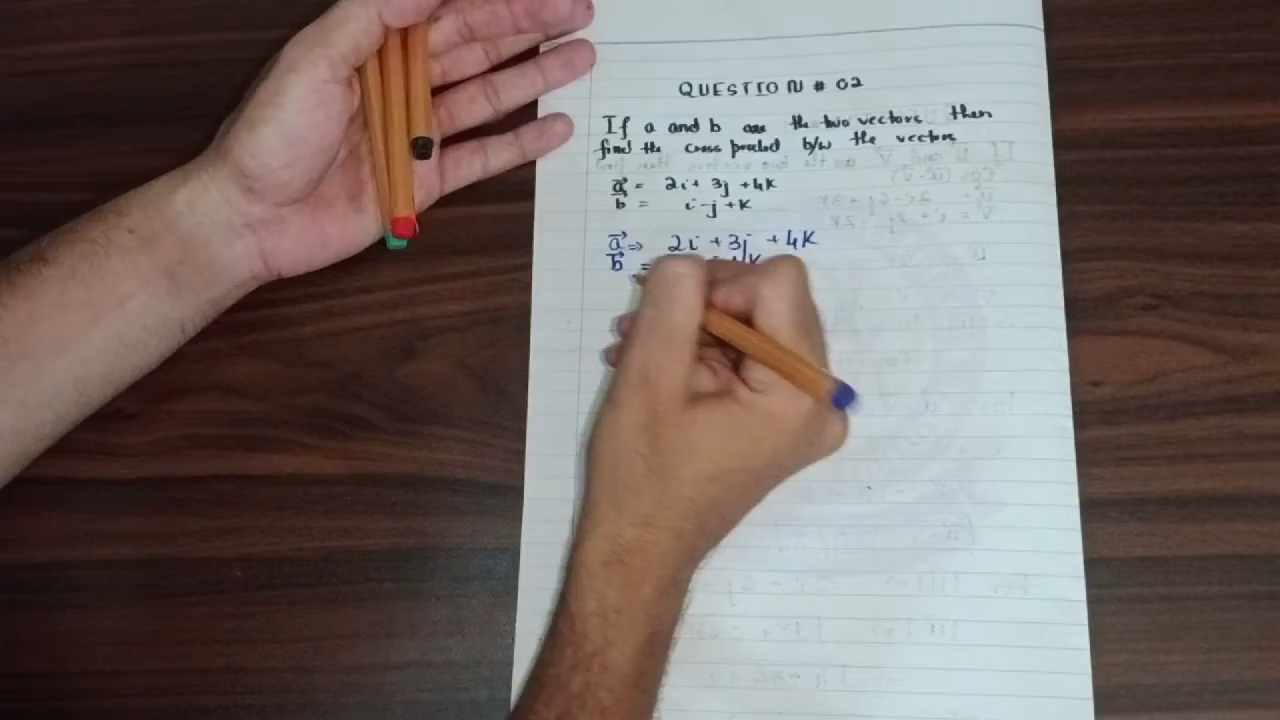 QUESTION # 02
If a and b are the two vectors then
find the cross product b/w the vectors
a⃗ = 2i + 3j + 4k
b = i - j + k
a⃗ ⇒ 2i + 3j + 4k
b⃗ =